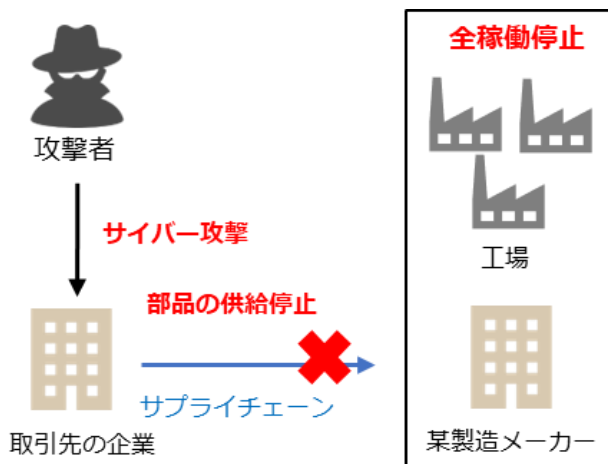 全稼働停止
攻撃者
サイバー攻撃
工場
部品の供給停止
サプライチェーン
取引先の企業
某製造メーカー